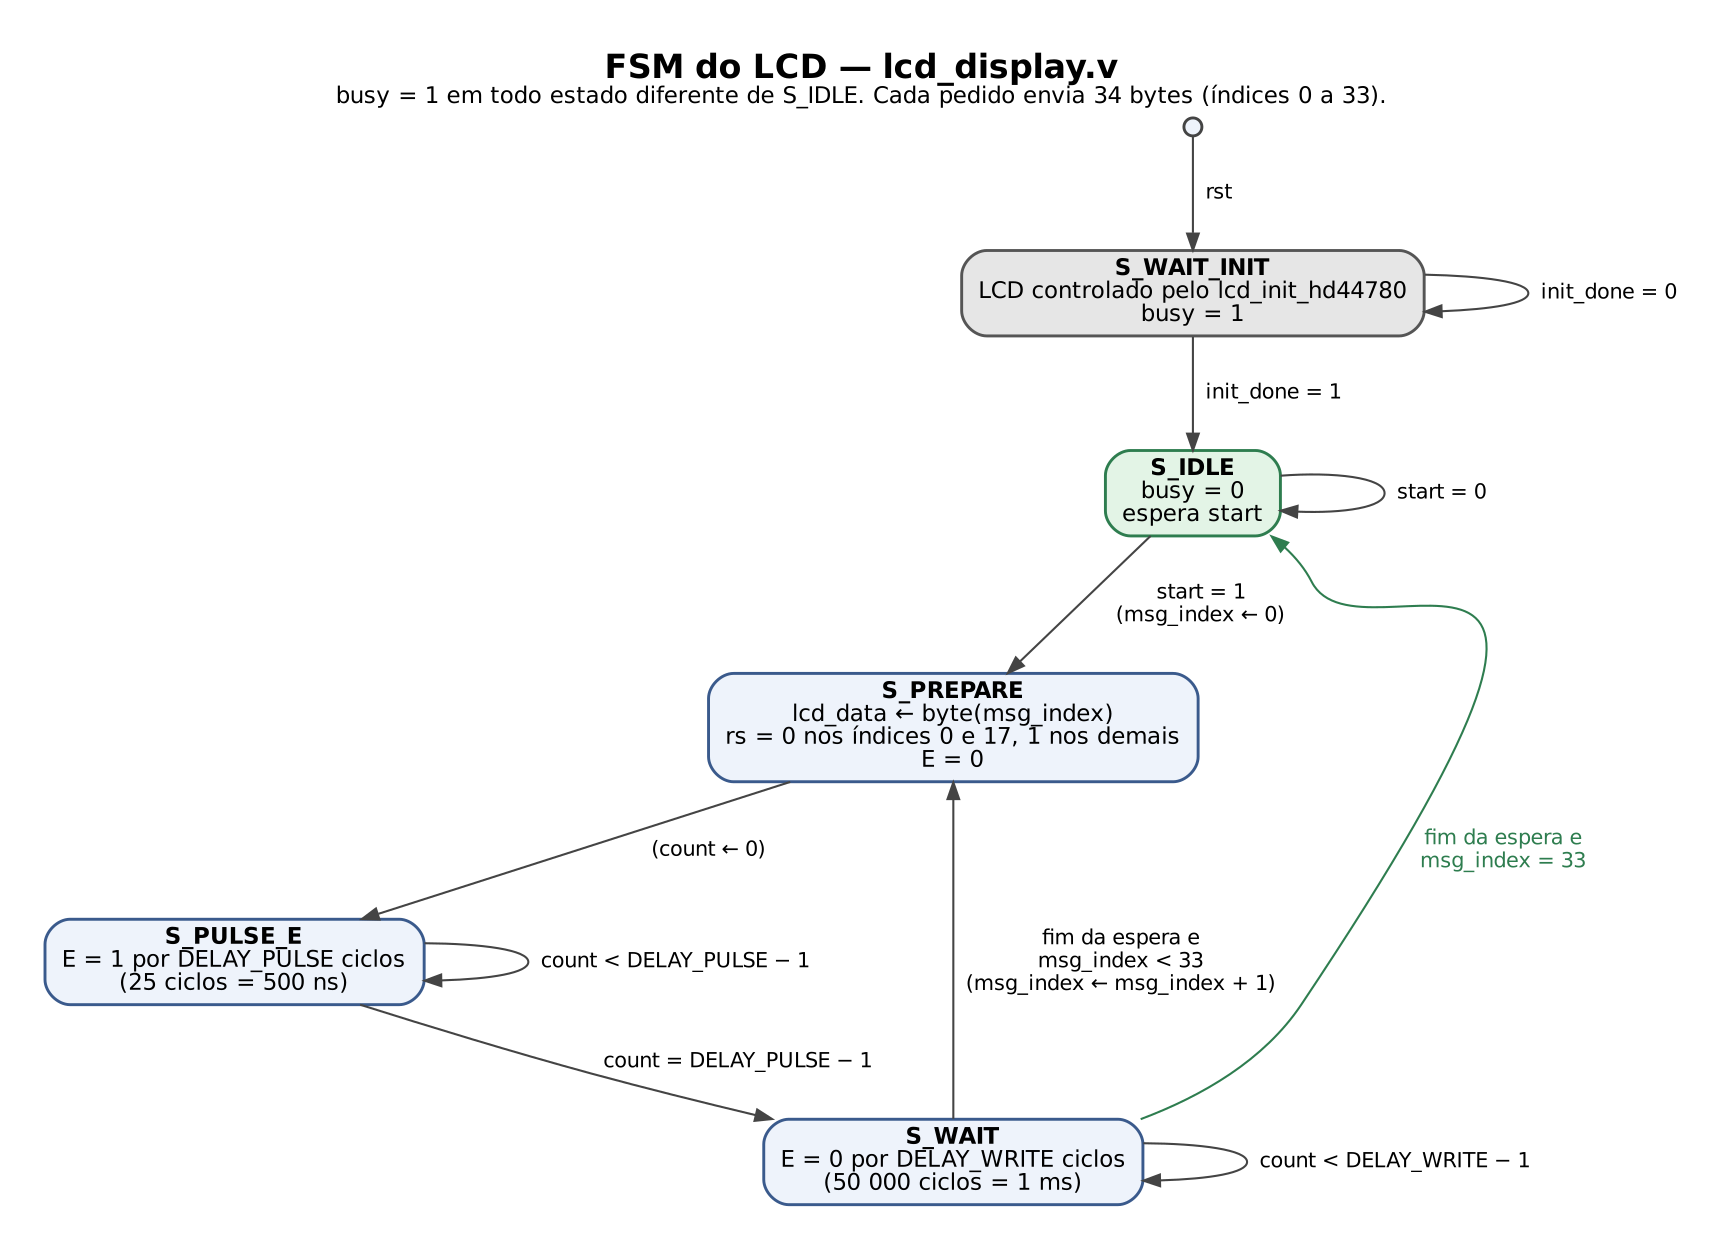 FSM do LCD — lcd_display.v
busy = 1 em todo estado diferente de S_IDLE. Cada pedido envia 34 bytes (índices 0 a 33).
rst
S_WAIT_INIT
LCD controlado pelo lcd_init_hd44780
busy = 1
init_done = 0
init_done = 1
S_IDLE
busy = 0
espera start
start = 0
start = 1
(msg_index ← 0)
S_PREPARE
lcd_data ← byte(msg_index)
rs = 0 nos índices 0 e 17, 1 nos demais
E = 0
(count ← 0)
fim da espera e
msg_index = 33
S_PULSE_E
E = 1 por DELAY_PULSE ciclos
(25 ciclos = 500 ns)
count < DELAY_PULSE − 1
fim da espera e
msg_index < 33
(msg_index ← msg_index + 1)
count = DELAY_PULSE − 1
S_WAIT
E = 0 por DELAY_WRITE ciclos
(50 000 ciclos = 1 ms)
count < DELAY_WRITE − 1